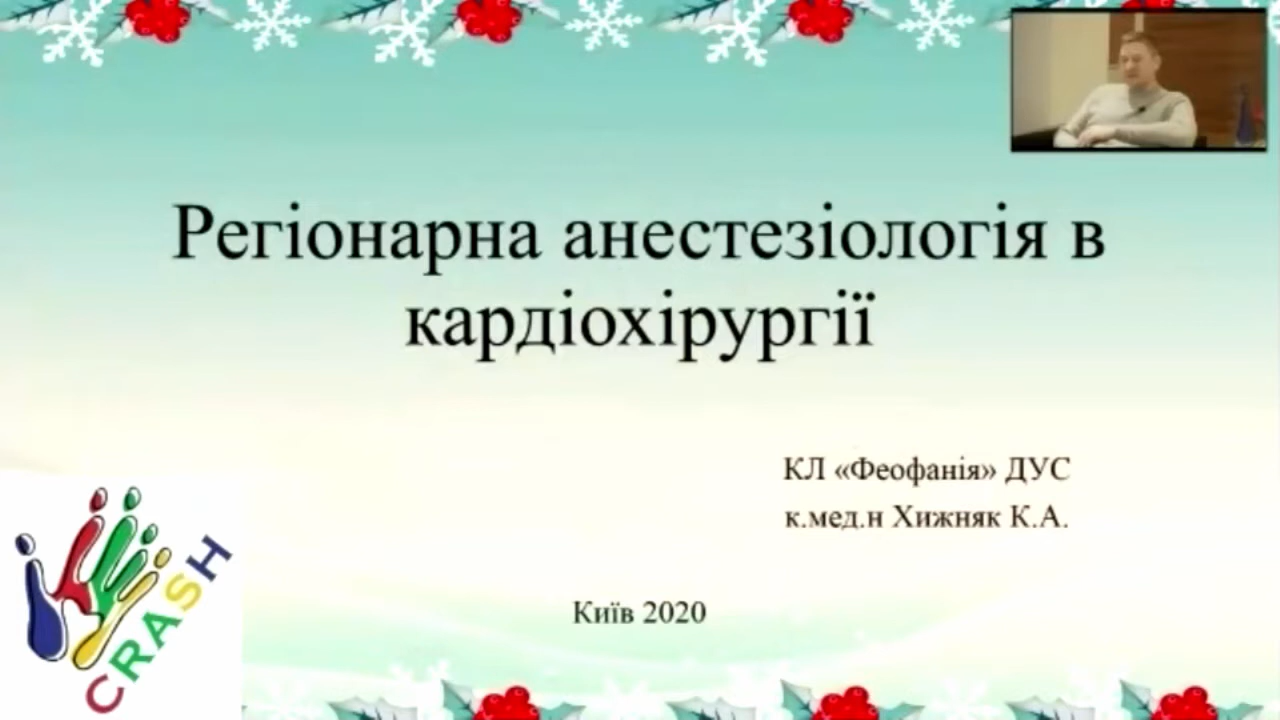 Регіонарна анестезіологія в
кардіохірургії
КЛ «Феофанія» ДУС
к.мед.н Хижняк К.А.
Київ 2020
CRASH